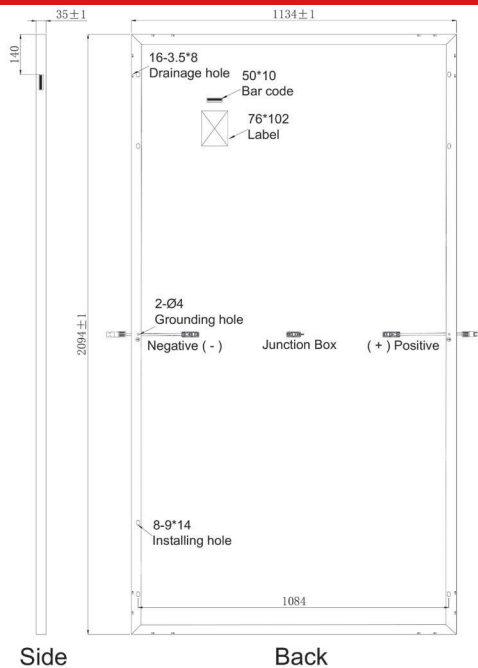 35±1
1134±1
140
16-3.5*8
Drainage hole
50*10
Bar code
76*102
Label
2094±1
2-Ø4
Grounding hole
Negative ( - )
Junction Box
( + ) Positive
8-9*14
Installing hole
1084
Side
Back